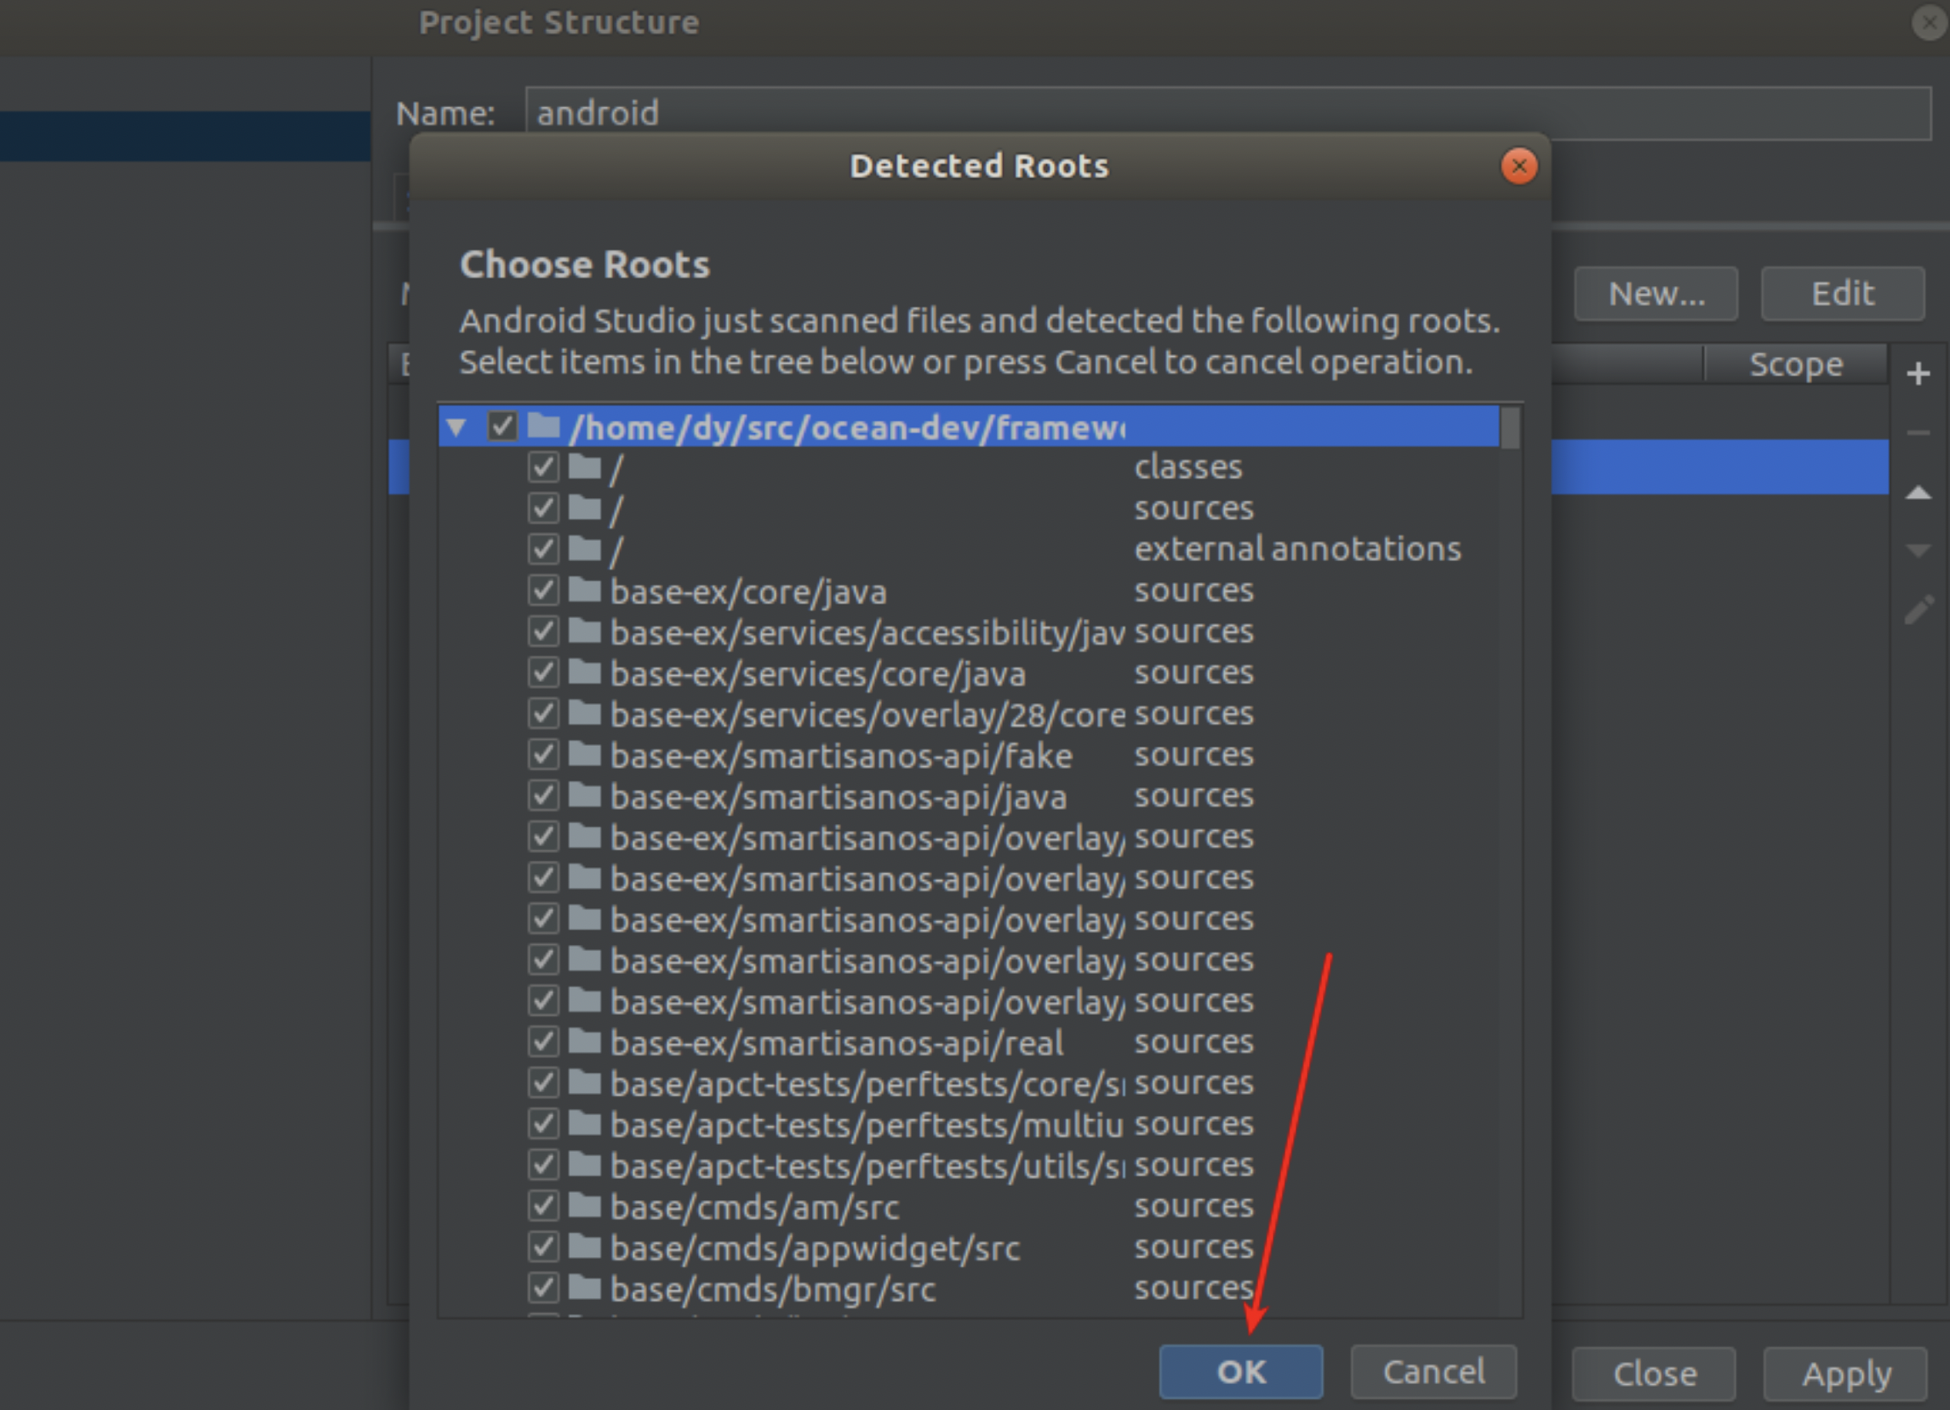 Project Structure
Name: android
Detected Roots
Choose Roots
Android Studio just scanned files and detected the following roots.
Select items in the tree below or press Cancel to cancel operation.
New...
Edit
Scope
/home/dy/src/ocean-dev/framew
/ classes
/ sources
/ external annotations
base-ex/core/java sources
base-ex/services/accessibility/jav sources
base-ex/services/core/java sources
base-ex/services/overlay/28/core sources
base-ex/smartisanos-api/fake sources
base-ex/smartisanos-api/java sources
base-ex/smartisanos-api/overlay/ sources
base-ex/smartisanos-api/overlay/ sources
base-ex/smartisanos-api/overlay/ sources
base-ex/smartisanos-api/overlay/ sources
base-ex/smartisanos-api/overlay/ sources
base-ex/smartisanos-api/real sources
base/apct-tests/perftests/core/s sources
base/apct-tests/perftests/multiu sources
base/apct-tests/perftests/utils/s sources
base/cmds/am/src sources
base/cmds/appwidget/src sources
base/cmds/bmgr/src sources
OK
Cancel
Close
Apply